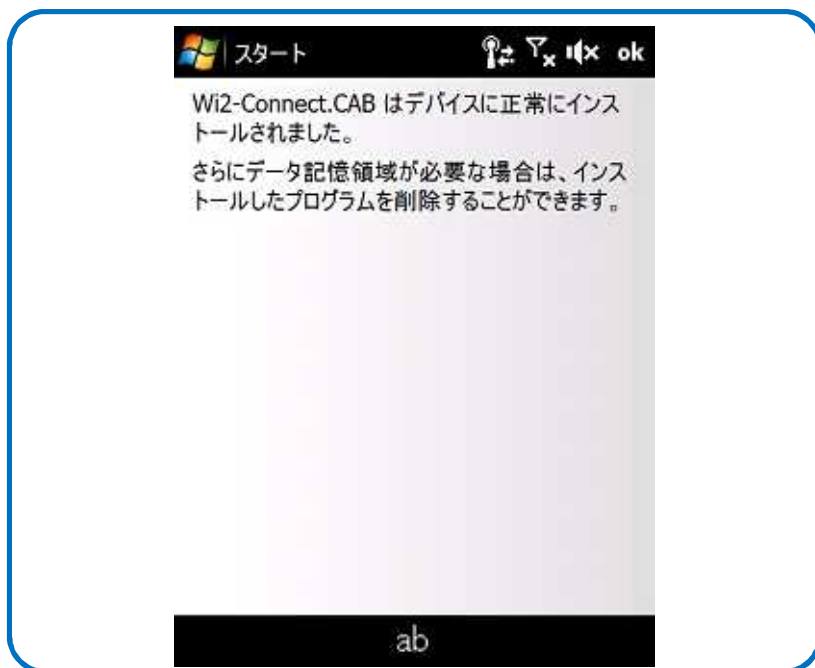 スタート ok
Wi2-Connect.CAB はデバイスに正常にインス
トールされました。
さらにデータ記憶領域が必要な場合は、インス
トールしたプログラムを削除することができます。
ab